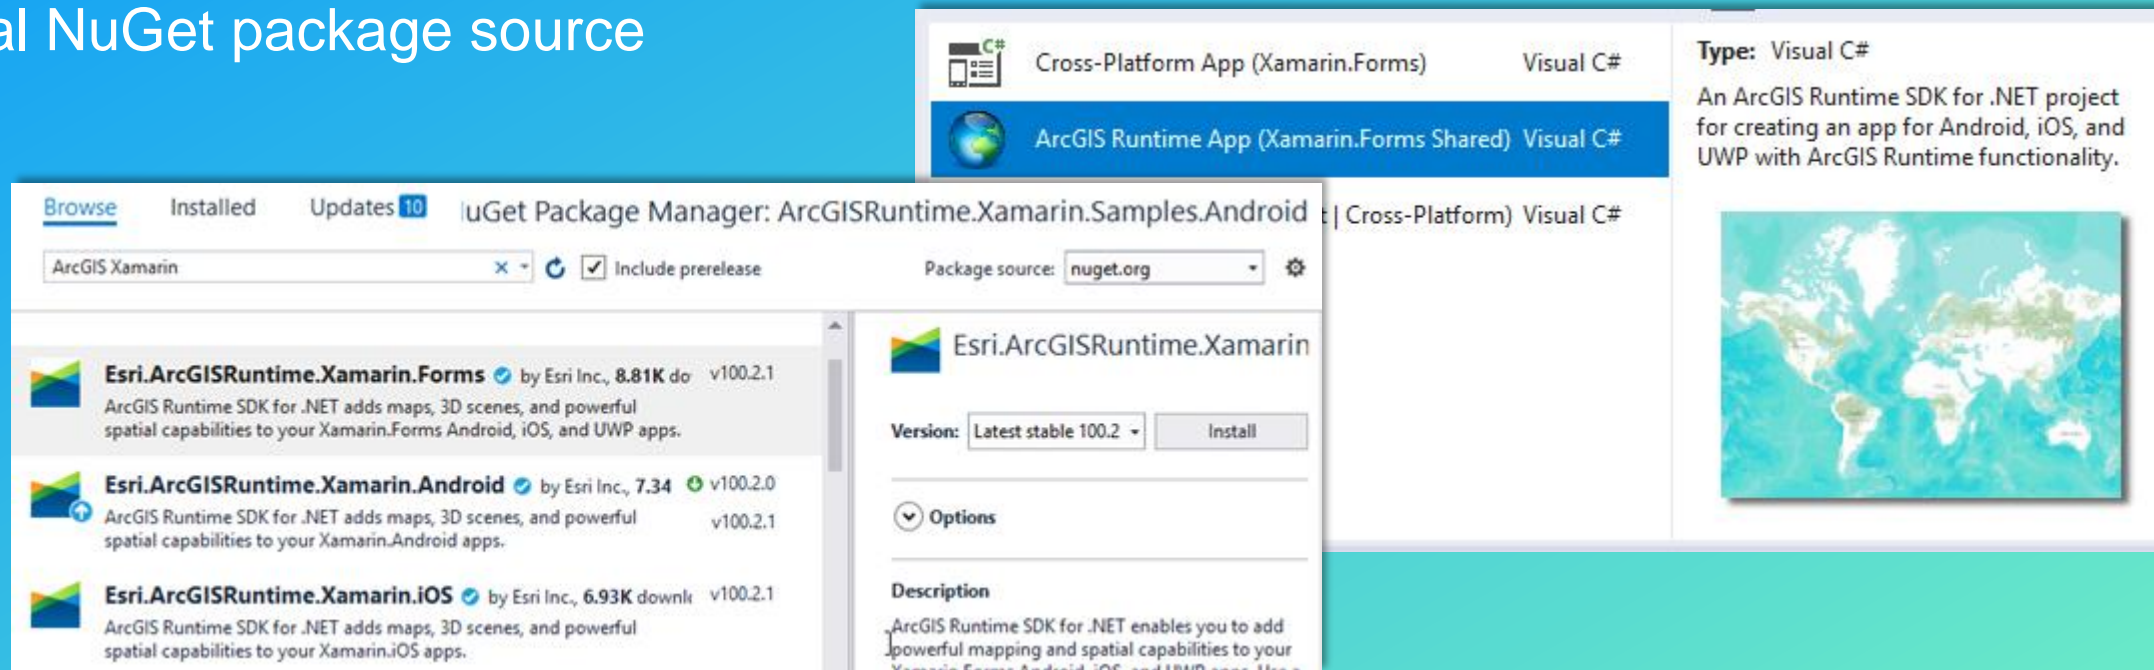 NuGet package source
Cross-Platform App (Xamarin.Forms) Visual C#
ArcGIS Runtime App (Xamarin.Forms Shared) Visual C#
| Cross-Platform) Visual C#
Type: Visual C#
An ArcGIS Runtime SDK for .NET project
for creating an app for Android, iOS, and
UWP with ArcGIS Runtime functionality.
Browse Installed Updates 10 uGet Package Manager: ArcGISRuntime.Xamarin.Samples.Android
ArcGIS Xamarin Include prerelease Package source: nuget.org
Esri.ArcGISRuntime.Xamarin.Forms by Esri Inc., 8.81K do v100.2.1
ArcGIS Runtime SDK for .NET adds maps, 3D scenes, and powerful
spatial capabilities to your Xamarin.Forms Android, iOS, and UWP apps.
Esri.ArcGISRuntime.Xamarin.Android by Esri Inc., 7.34 v100.2.0
ArcGIS Runtime SDK for .NET adds maps, 3D scenes, and powerful v100.2.1
spatial capabilities to your Xamarin.Android apps.
Esri.ArcGISRuntime.Xamarin.iOS by Esri Inc., 6.93K downl v100.2.1
ArcGIS Runtime SDK for .NET adds maps, 3D scenes, and powerful
spatial capabilities to your Xamarin.iOS apps.
Esri.ArcGISRuntime.Xamarin
Version: Latest stable 100.2 Install
Options
Description
ArcGIS Runtime SDK for .NET enables you to add
powerful mapping and spatial capabilities to your
Xamarin.Forms Android, iOS, and UWP apps. Use a